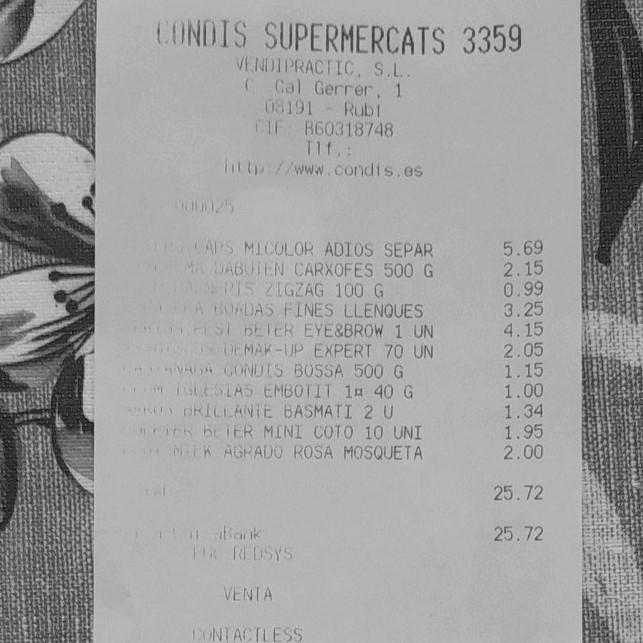 CONDIS SUPERMERCATS 3359
VENDIPRACTIC, S.L.
C Cal Gerrer, 1
08191 - Rubí
CIF: B60318748
Tlf.:
http://www.condis.es
000025
CAPS MICOLOR ADIOS SEPAR 5.69
DABUTEN CARXOFES 500 G 2.15
ZIGZAG 100 G 0.99
BOADAS FINES LLENQUES 3.25
BETER EYE&BROW 1 UN 4.15
DEMAK-UP EXPERT 70 UN 2.05
CONDIS BOSSA 500 G 1.15
IGLESIAS EMBOTIT 1¤ 40 G 1.00
BRILLANTE BASMATI 2 U 1.34
BETER MINI COTO 10 UNI 1.95
AGRADO ROSA MOSQUETA 2.00
25.72
25.72
REDSYS
VENTA
CONTACTLESS